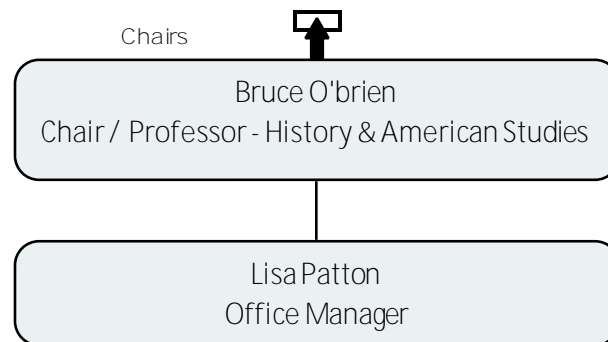 Chairs
Bruce O'brien
Chair / Professor - History & American Studies
Lisa Patton
Office Manager